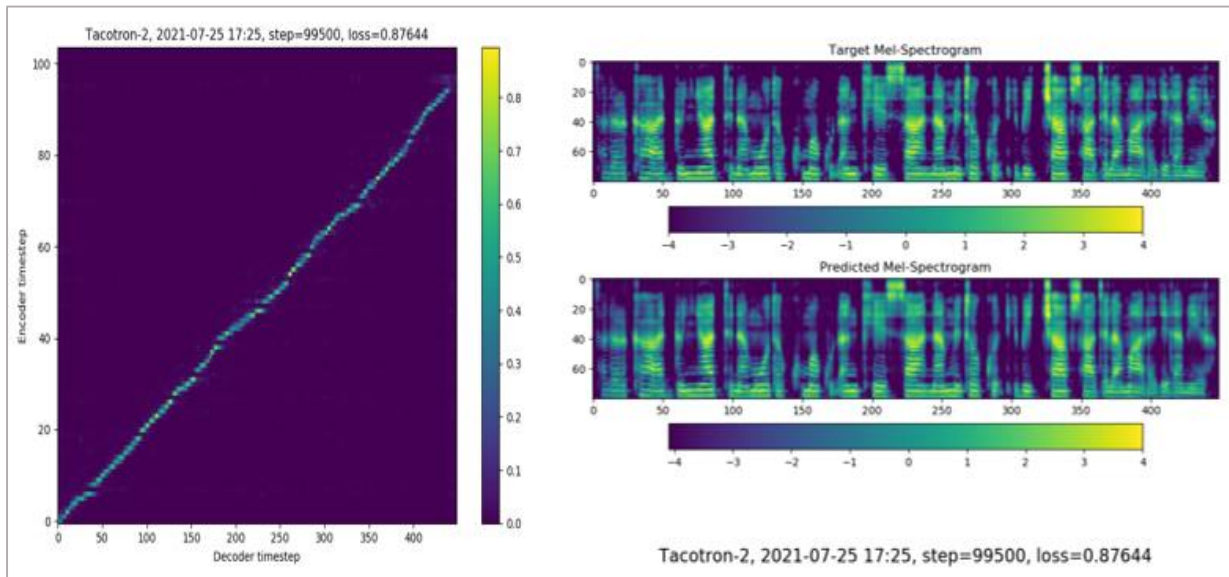 Tacotron-2, 2021-07-25 17:25, step=99500, loss=0.87644
100
80
60
40
20
0
Encoder timestep
0 50 100 150 200 250 300 350 400
Decoder timestep
0.8
0.7
0.6
0.5
0.4
0.3
0.2
0.1
0.0
Target Mel-Spectrogram
0
20
40
60
0 50 100 150 200 250 300 350 400
−4 −3 −2 −1 0 1 2 3 4
Predicted Mel-Spectrogram
0
20
40
60
0 50 100 150 200 250 300 350 400
−4 −3 −2 −1 0 1 2 3 4
Tacotron-2, 2021-07-25 17:25, step=99500, loss=0.87644